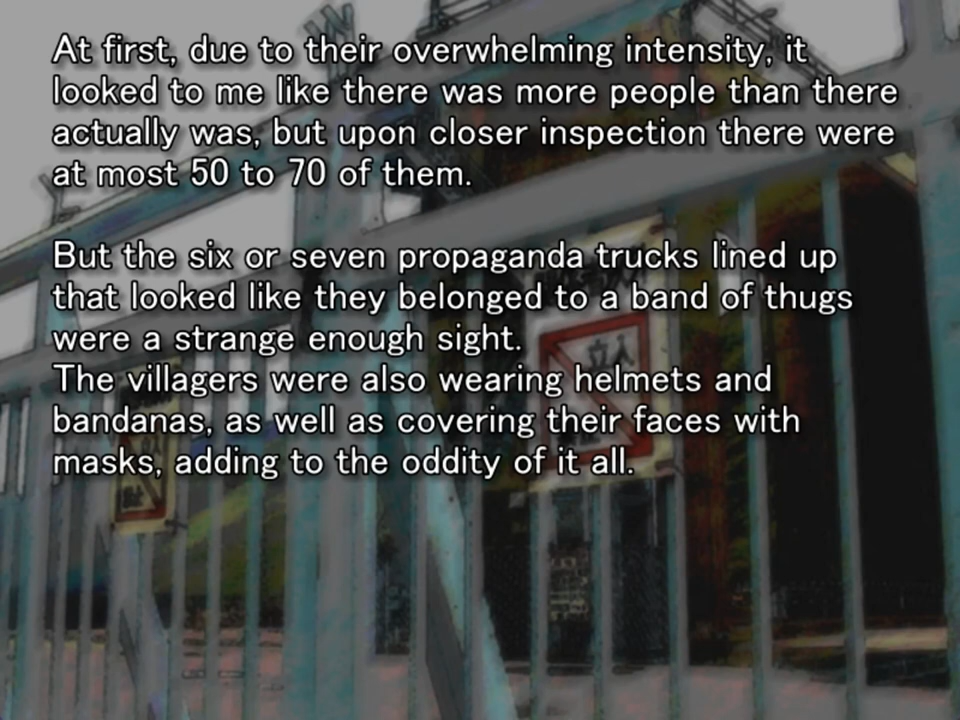 At first, due to their overwhelming intensity, it
looked to me like there was more people than there
actually was, but upon closer inspection there were
at most 50 to 70 of them.
But the six or seven propaganda trucks lined up
that looked like they belonged to a band of thugs
were a strange enough sight.
The villagers were also wearing helmets and
bandanas, as well as covering their faces with
masks, adding to the oddity of it all.
立入